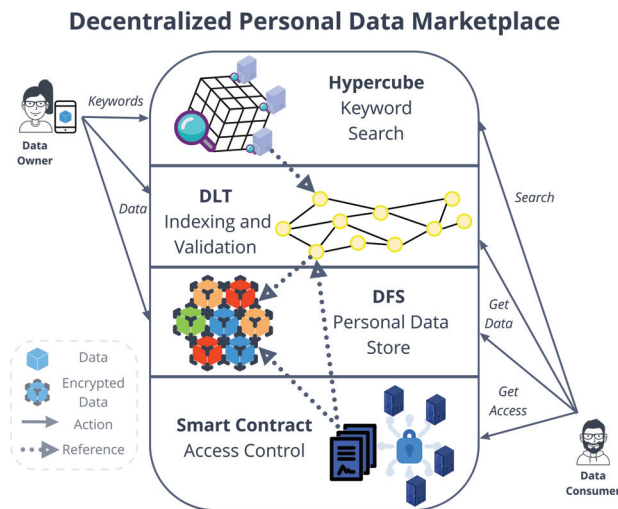 Decentralized Personal Data Marketplace
Hypercube
Keyword
Search
Keywords
Data
Owner
DLT
Indexing and
Validation
Data
Search
DFS
Personal Data
Store
Get
Data
Get
Access
Data
Encrypted
Data
Action
Reference
Smart Contract
Access Control
Data
Consumer